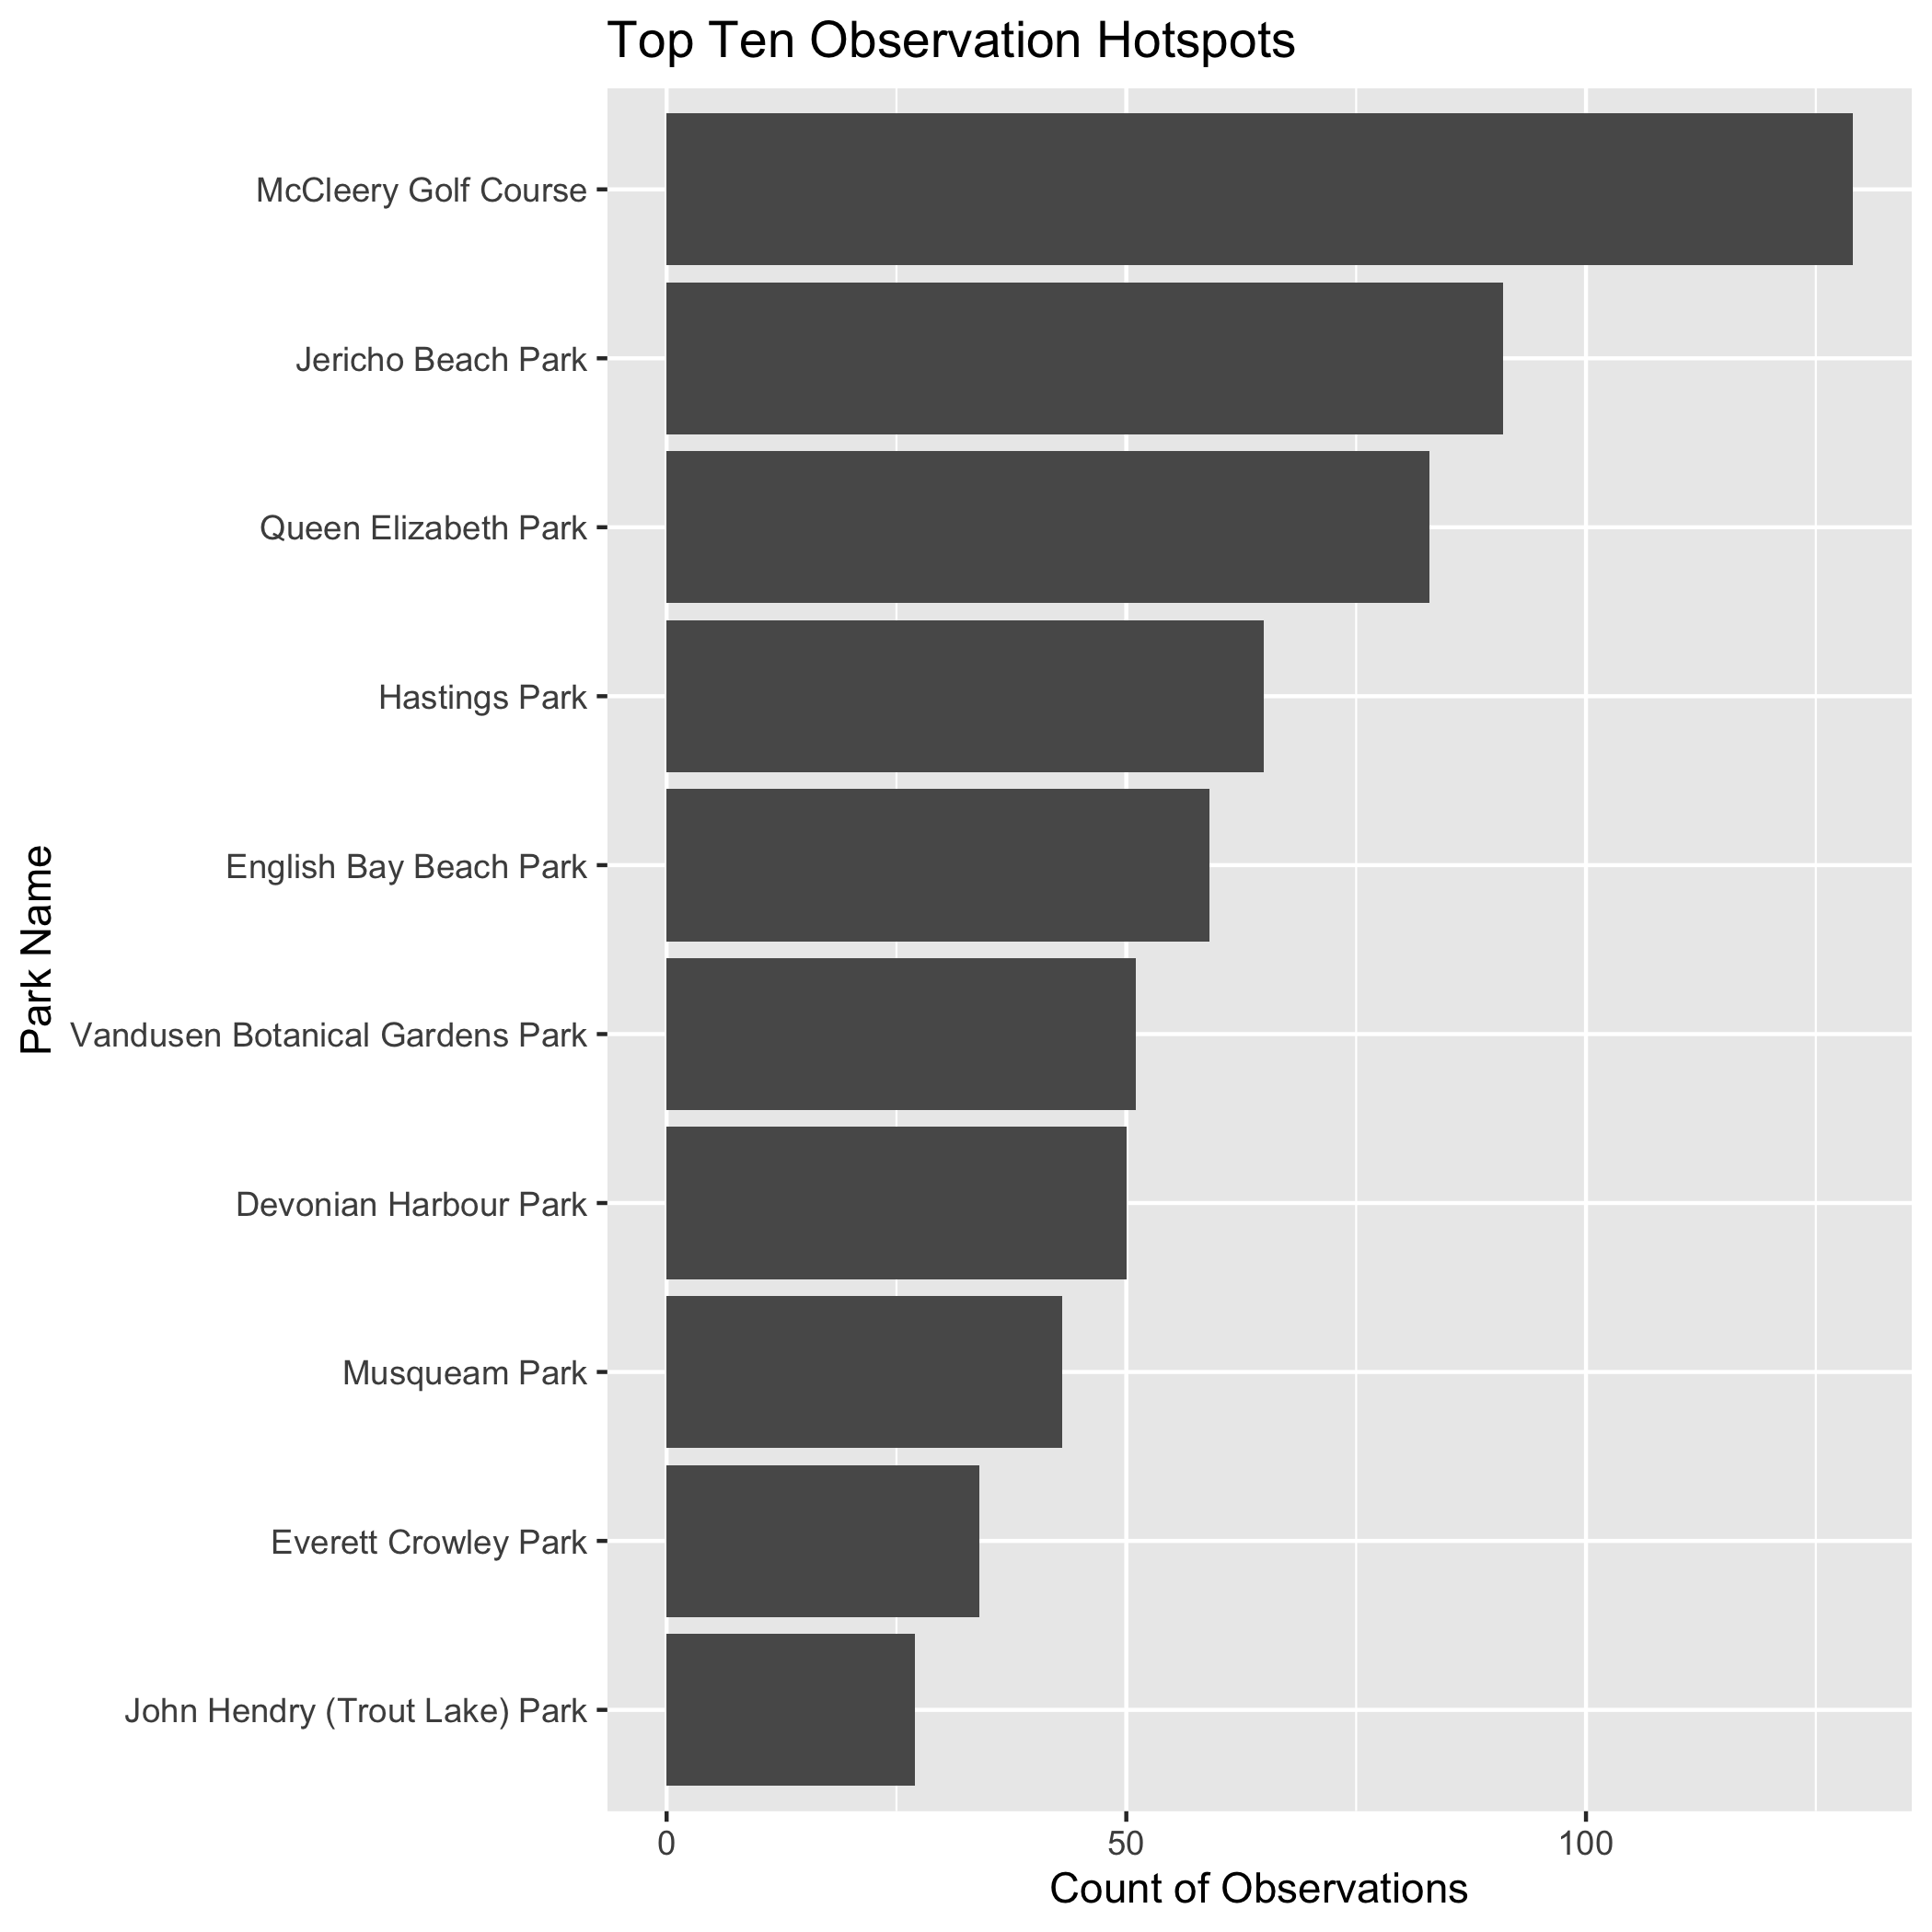 Top Ten Observation Hotspots
McCleery Golf Course
Jericho Beach Park
Queen Elizabeth Park
Hastings Park
English Bay Beach Park
Vandusen Botanical Gardens Park
Devonian Harbour Park
Musqueam Park
Everett Crowley Park
John Hendry (Trout Lake) Park
Park Name
0 50 100
Count of Observations